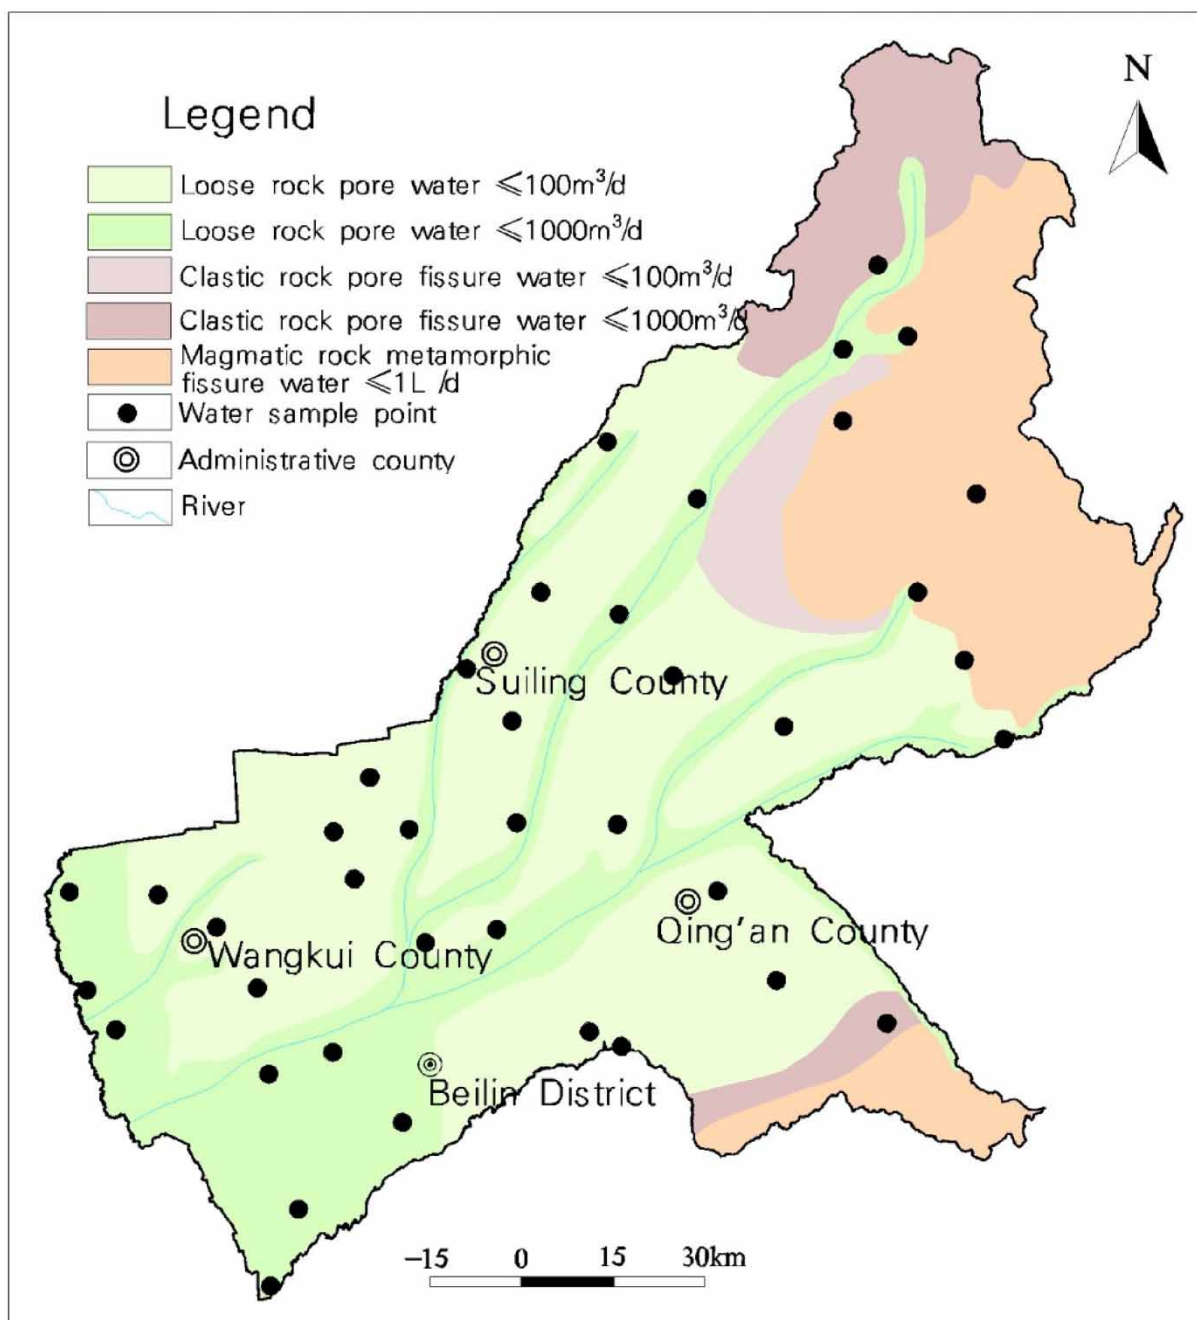 N
Legend
Loose rock pore water ⩽100m³/d
Loose rock pore water ⩽1000m³/d
Clastic rock pore fissure water ⩽100m³/d
Clastic rock pore fissure water ⩽1000m³/d
Magmatic rock metamorphic
fissure water ⩽1L /d
Water sample point
Administrative county
River
Suiling County
Qing'an County
Wangkui County
Beilin District
−15 0 15 30km